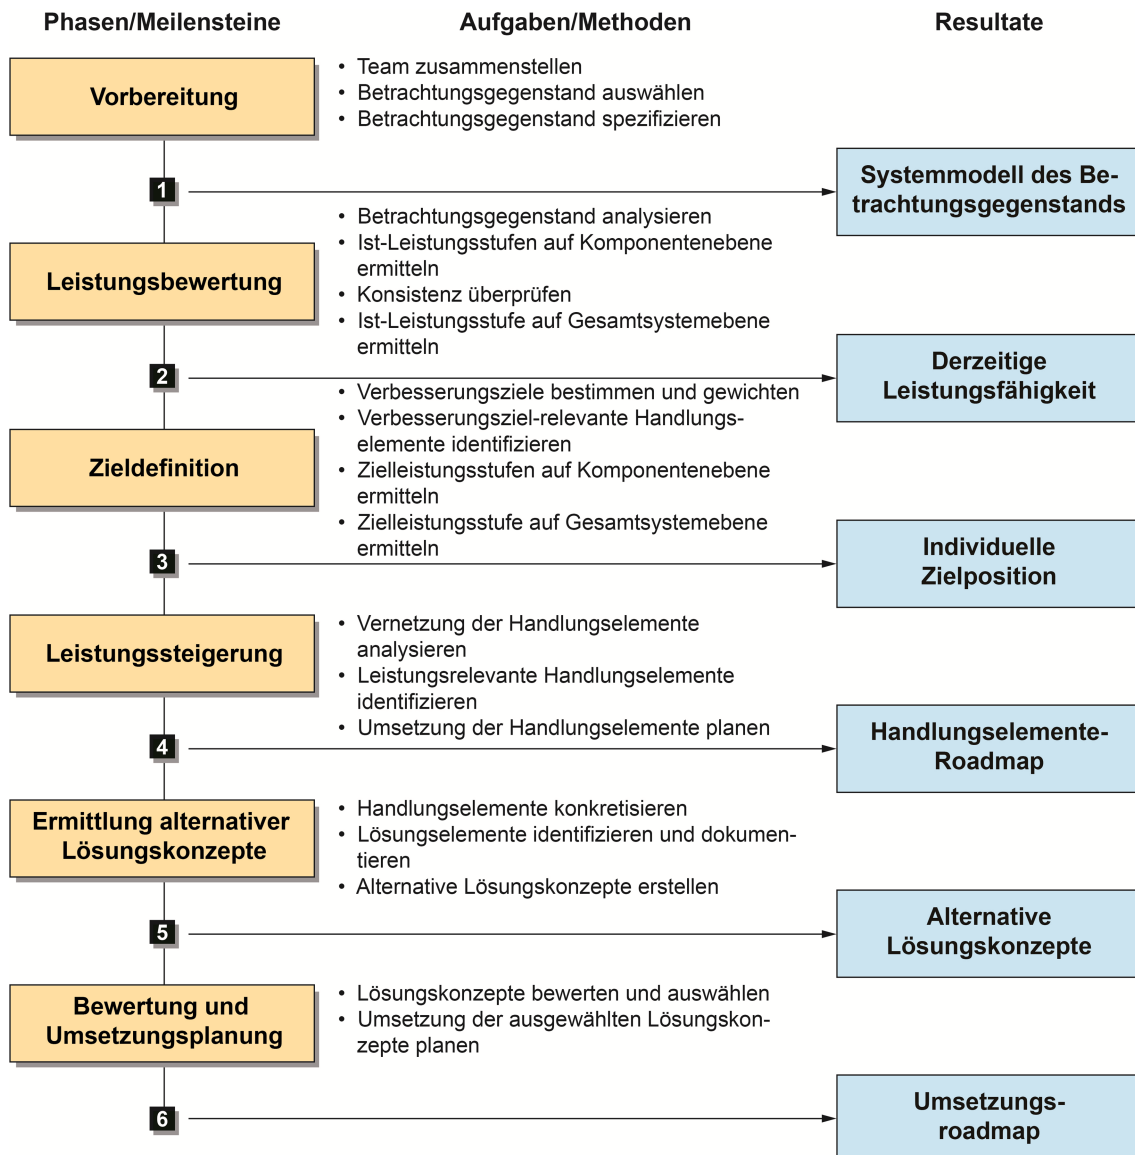 Phasen/Meilensteine
Aufgaben/Methoden
Resultate
Vorbereitung
• Team zusammenstellen
• Betrachtungsgegenstand auswählen
• Betrachtungsgegenstand spezifizieren
1
Systemmodell des Be-
trachtungsgegenstands
Leistungsbewertung
• Betrachtungsgegenstand analysieren
• Ist-Leistungsstufen auf Komponentenebene
ermitteln
• Konsistenz überprüfen
• Ist-Leistungsstufe auf Gesamtsystemebene
ermitteln
2
Derzeitige
Leistungsfähigkeit
Zieldefinition
• Verbesserungsziele bestimmen und gewichten
• Verbesserungsziel-relevante Handlungs-
elemente identifizieren
• Zielleistungsstufen auf Komponentenebene
ermitteln
• Zielleistungsstufe auf Gesamtsystemebene
ermitteln
3
Individuelle
Zielposition
Leistungssteigerung
• Vernetzung der Handlungselemente
analysieren
• Leistungsrelevante Handlungselemente
identifizieren
• Umsetzung der Handlungselemente planen
4
Handlungselemente-
Roadmap
Ermittlung alternativer
Lösungskonzepte
• Handlungselemente konkretisieren
• Lösungselemente identifizieren und dokumen-
tieren
• Alternative Lösungskonzepte erstellen
5
Alternative
Lösungskonzepte
Bewertung und
Umsetzungsplanung
• Lösungskonzepte bewerten und auswählen
• Umsetzung der ausgewählten Lösungskon-
zepte planen
6
Umsetzungs-
roadmap